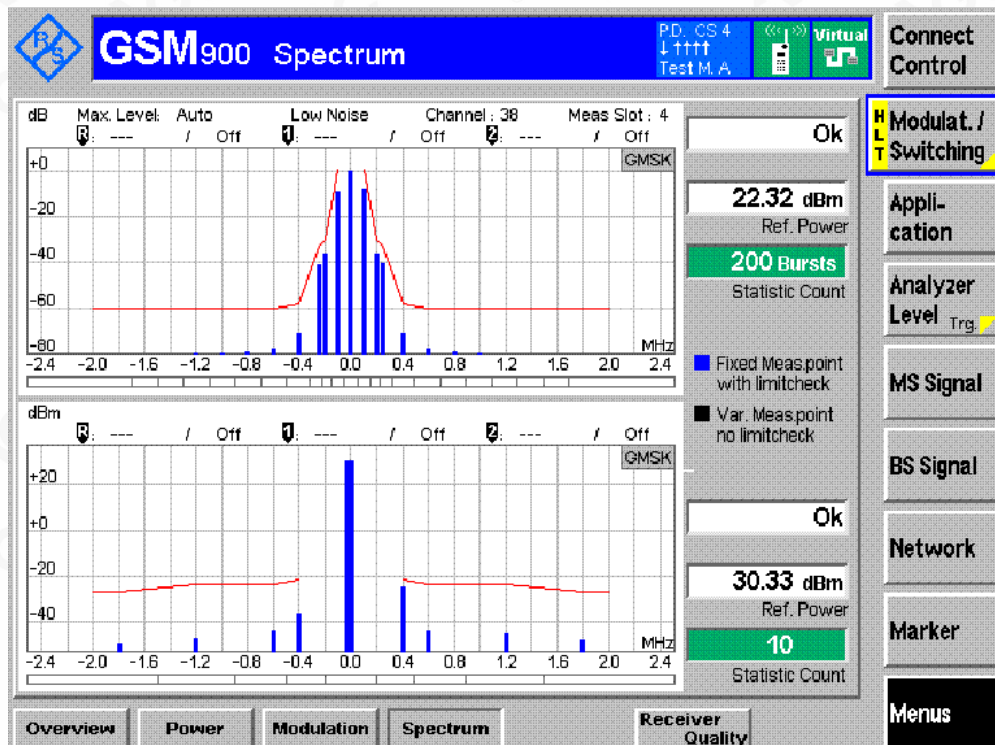 R S
GSM900 Spectrum
P.D. CS 4
↓ ↑↑↑↑
Test M. A.
Virtual
Connect Control
dB Max. Level: Auto Low Noise Channel : 38 Meas Slot : 4
R : --- / Off 1 : --- / Off 2 : --- / Off
GMSK
+0
-20
-40
-60
-80
MHz
-2.4 -2.0 -1.6 -1.2 -0.8 -0.4 0.0 0.4 0.8 1.2 1.6 2.0 2.4
Ok
22.32 dBm
Ref. Power
200 Bursts
Statistic Count
Fixed Meas.point
with limitcheck
Var. Meas.point
no limitcheck
dBm
R : --- / Off 1 : --- / Off 2 : --- / Off
GMSK
+20
+0
-20
-40
MHz
-2.4 -2.0 -1.6 -1.2 -0.8 -0.4 0.0 0.4 0.8 1.2 1.6 2.0 2.4
Ok
30.33 dBm
Ref. Power
10
Statistic Count
HLT
Modulat./
Switching
Appli-
cation
Analyzer
Level Trg.
MS Signal
BS Signal
Network
Marker
Menus
Overview
Power
Modulation
Spectrum
Receiver
Quality